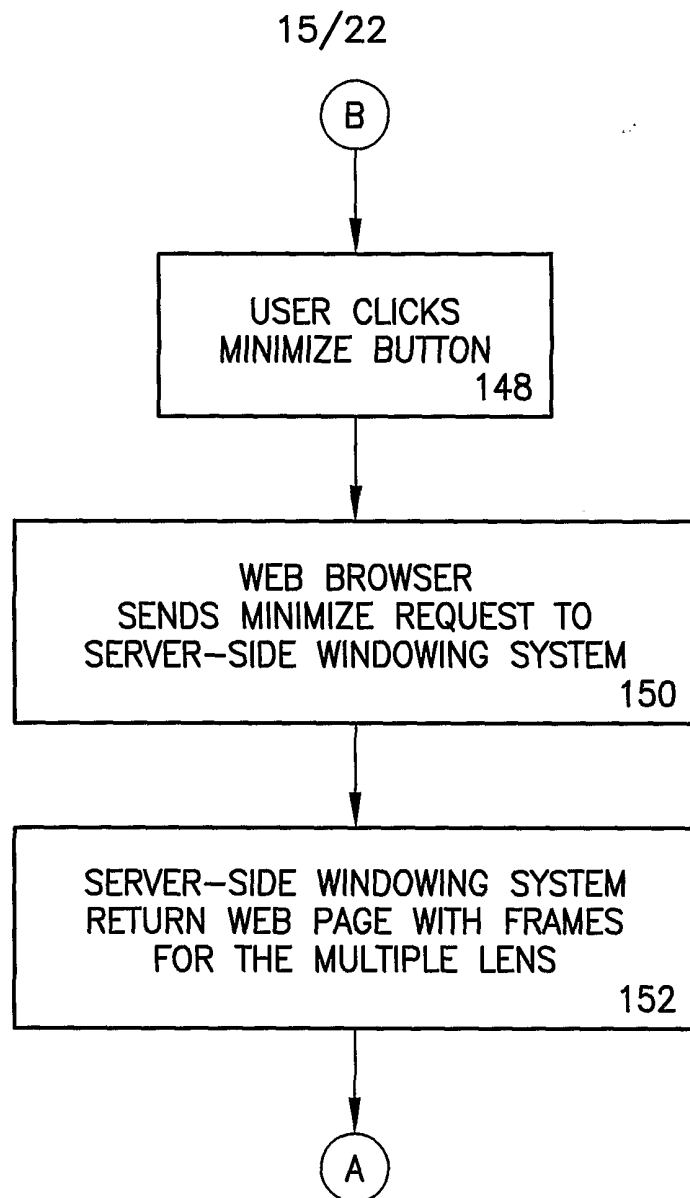 15/22
B
USER CLICKS
MINIMIZE BUTTON
148
WEB BROWSER
SENDS MINIMIZE REQUEST TO
SERVER-SIDE WINDOWING SYSTEM
150
SERVER-SIDE WINDOWING SYSTEM
RETURN WEB PAGE WITH FRAMES
FOR THE MULTIPLE LENS
152
A